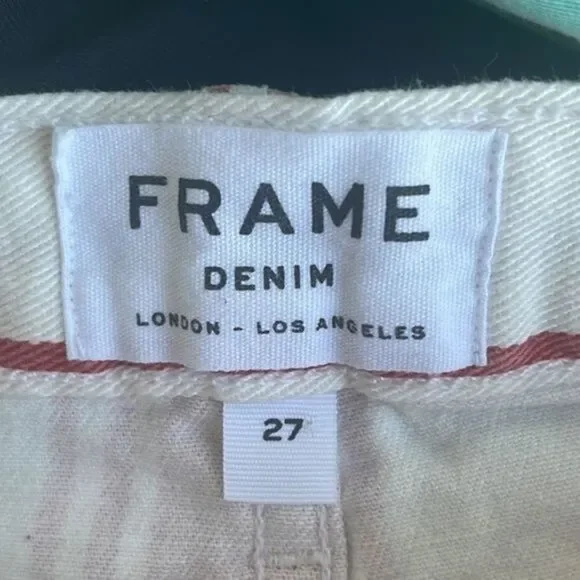 FRAME
DENIM
LONDON - LOS ANGELES
27